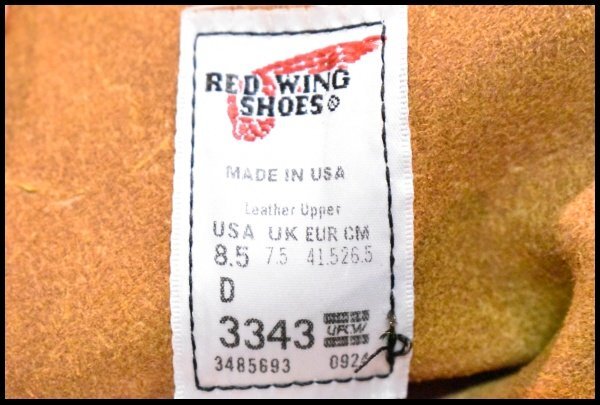 RED WING
SHOES®
MADE IN USA
Leather Upper
USA UK EUR CM
8.5 7.5 41.5 26.5
D
3343 UFCW
3485693